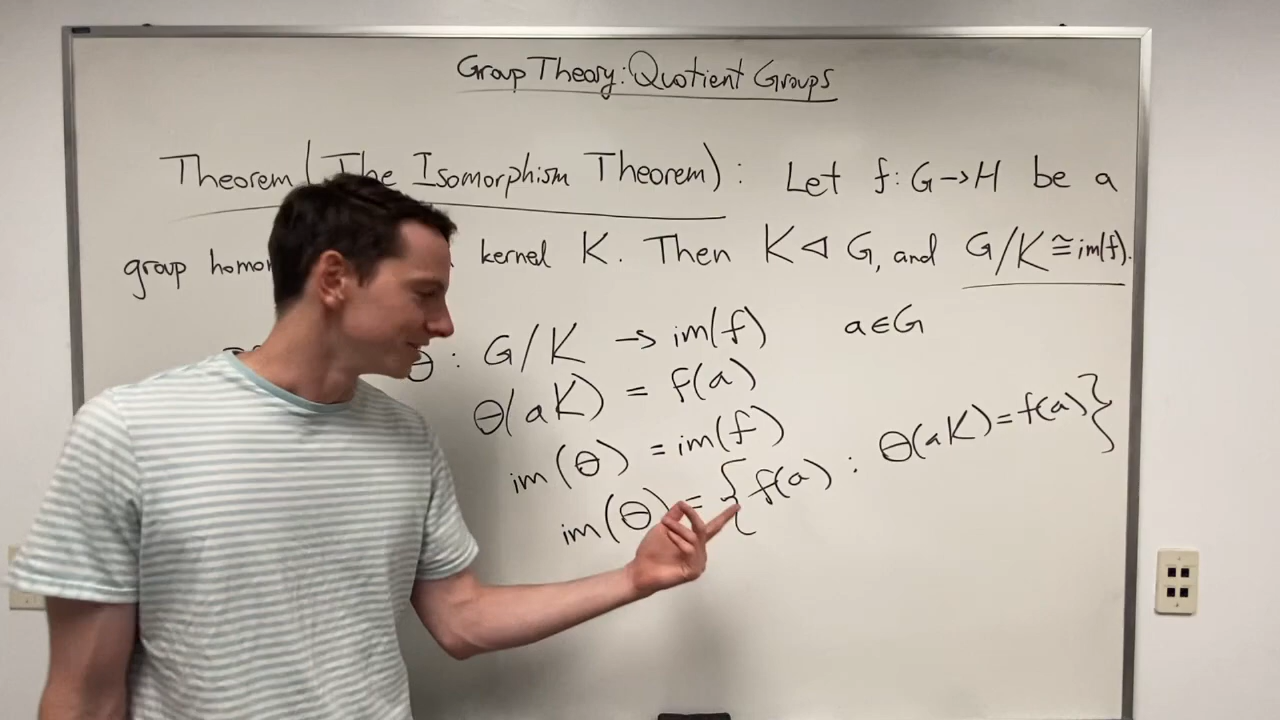 Group Theory: Quotient Groups
Theorem (The Isomorphism Theorem): Let f: G→H be a
group kernel K. Then K ⊲ G, and G/K ≅ im(f).
θ: G/K → im(f) a∈G
θ(aK) = f(a)
im(θ) = im(f)
im(θ) = {f(a) : θ(aK) = f(a)}